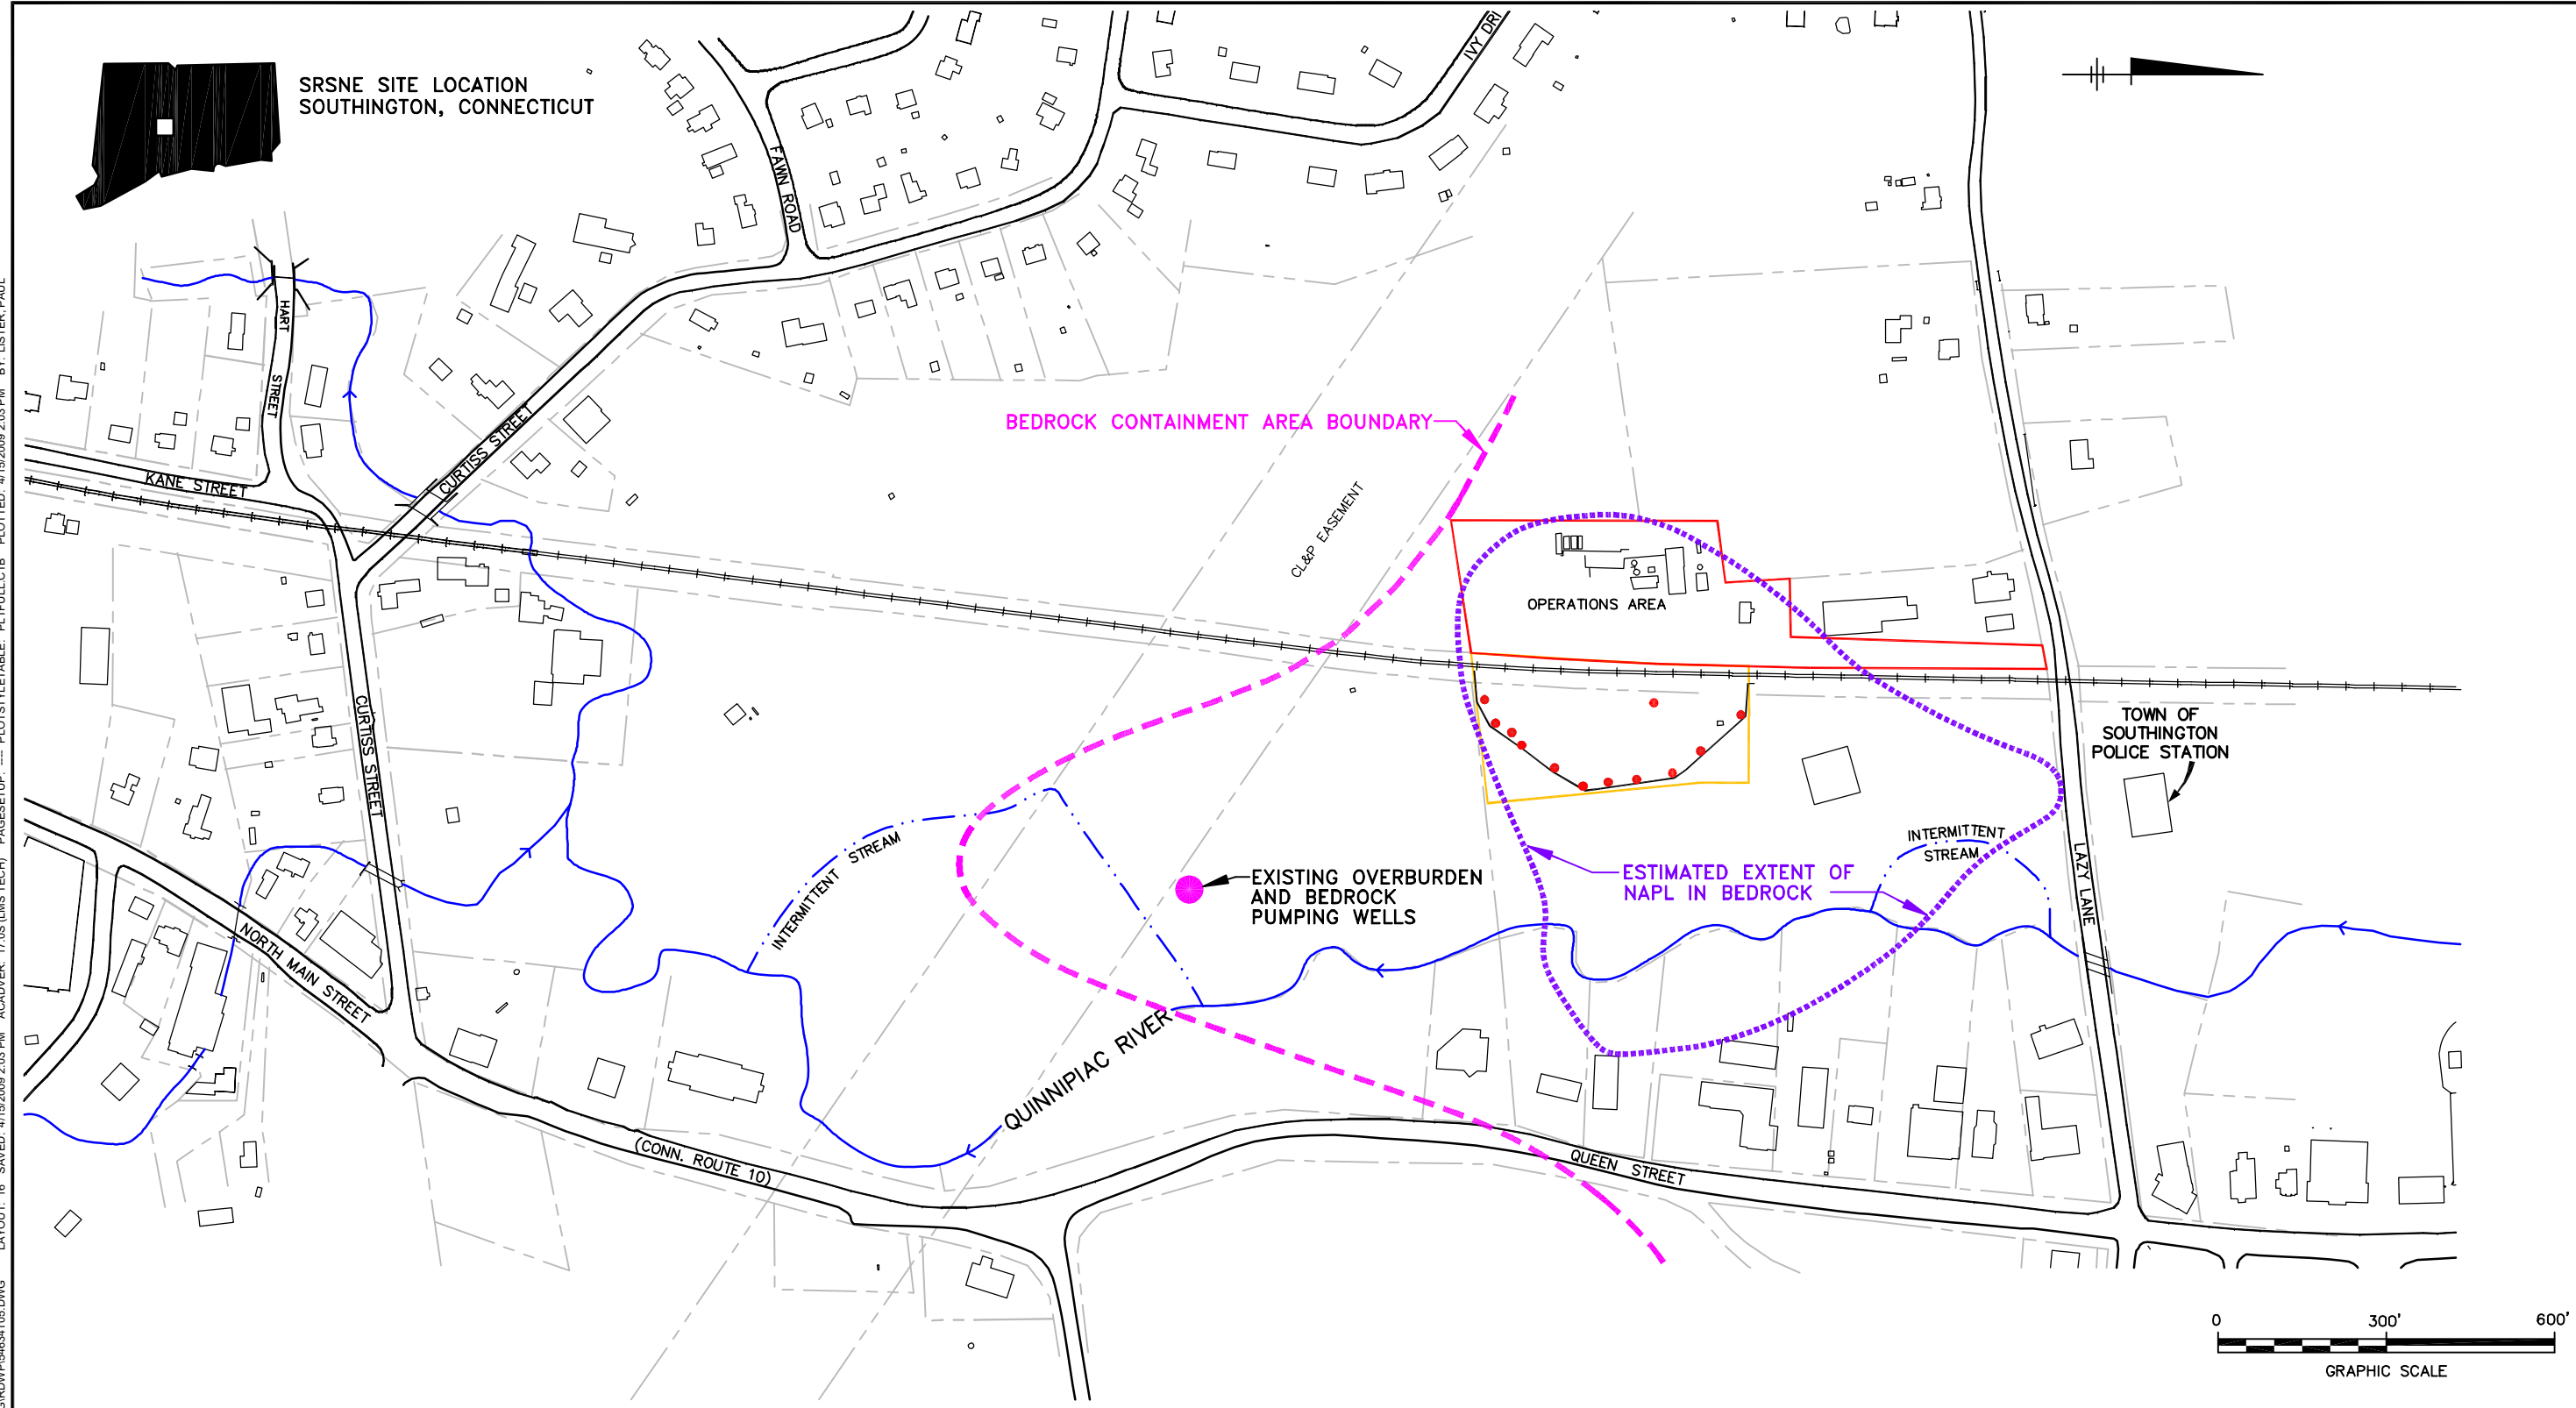 SRSNE SITE LOCATION
SOUTHINGTON, CONNECTICUT
IVY DRI
FAWN ROAD
HART
STREET
KANE STREET
CURTISS STREET
BEDROCK CONTAINMENT AREA BOUNDARY
CL&P EASEMENT
OPERATIONS AREA
TOWN OF
SOUTHINGTON
POLICE STATION
CURTISS STREET
INTERMITTENT
STREAM
INTERMITTENT STREAM
EXISTING OVERBURDEN
AND BEDROCK
PUMPING WELLS
ESTIMATED EXTENT OF
NAPL IN BEDROCK
LAZY LANE
NORTH MAIN STREET
QUINNIPIAC RIVER
(CONN. ROUTE 10)
QUEEN STREET
0 300' 600'
GRAPHIC SCALE